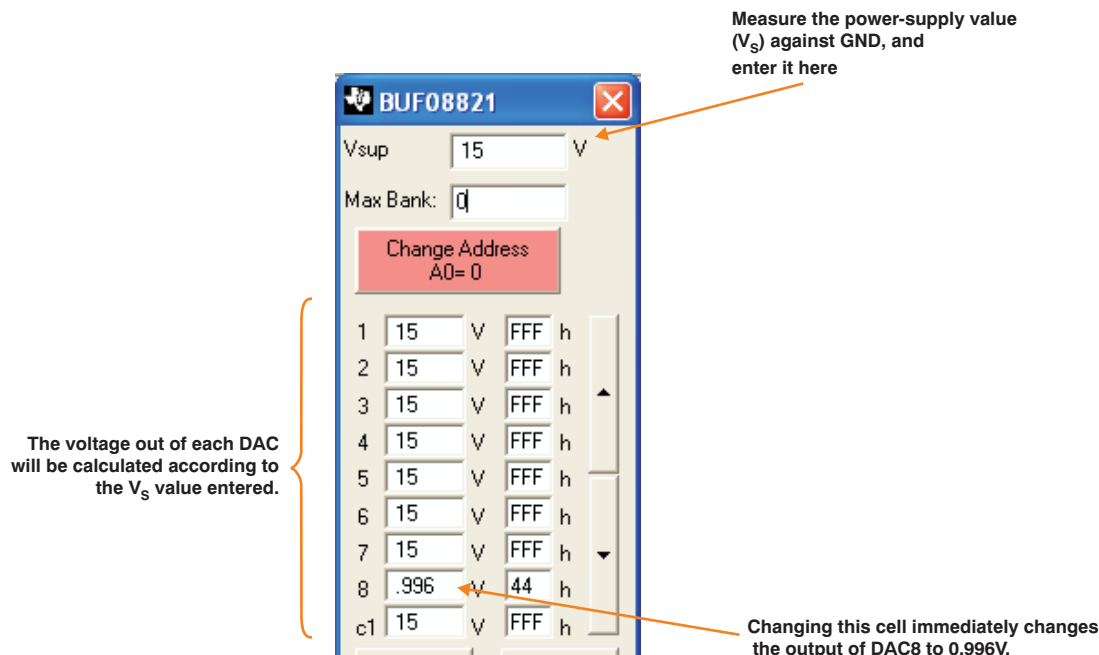 Measure the power-supply value
(VS) against GND, and
enter it here
BUF08821
Vsup 15 V
Max Bank: 0
Change Address
A0= 0
1 15 V FFF h
2 15 V FFF h
3 15 V FFF h
4 15 V FFF h
5 15 V FFF h
6 15 V FFF h
7 15 V FFF h
8 .996 V 44 h
c1 15 V FFF h
The voltage out of each DAC
will be calculated according to
the VS value entered.
Changing this cell immediately changes
the output of DAC8 to 0.996V.